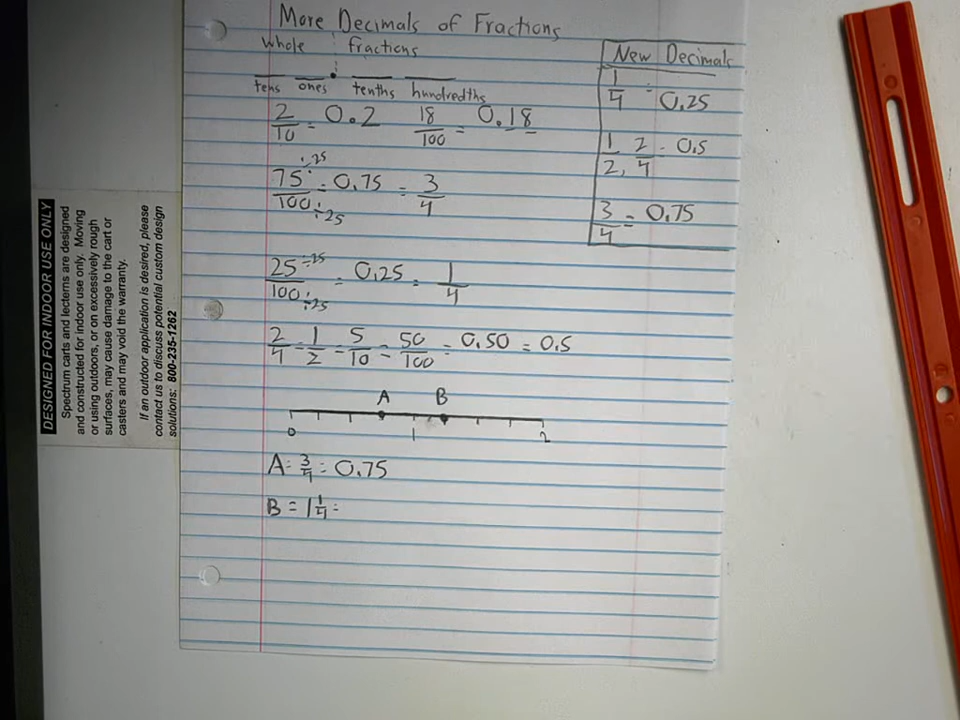 More Decimals of Fractions
whole fractions
tens ones . tenths hundredths
2/10 = 0.2 18/100 = 0.18
75÷25/100÷25 = 0.75 = 3/4
25÷25/100÷25 = 0.25 = 1/4
2/4 = 1/2 = 5/10 = 50/100 = 0.50 = 0.5
A B
0 1 2
A = 3/4 = 0.75
B = 1 1/4 =
New Decimals
1/4 = 0.25
1/2, 2/4 = 0.5
3/4 = 0.75
DESIGNED FOR INDOOR USE ONLY
Spectrum carts and lecterns are designed
and constructed for indoor use only. Moving
or using outdoors, or on excessively rough
surfaces, may cause damage to the cart or
casters and may void the warranty.
If an outdoor application is desired, please
contact us to discuss potential custom design
solutions: 800-235-1262